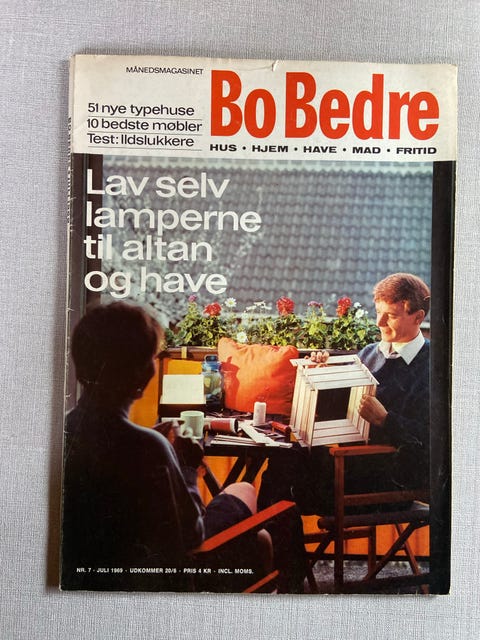 MÅNEDSMAGASINET
Bo Bedre
51 nye typehuse
10 bedste møbler
Test: Ildslukkere
HUS • HJEM • HAVE • MAD • FRITID
Lav selv
lamperne
til altan
og have
NR. 7 · JULI 1969 · UDKOMMER 20/6 · PRIS 4 KR · INCL. MOMS.